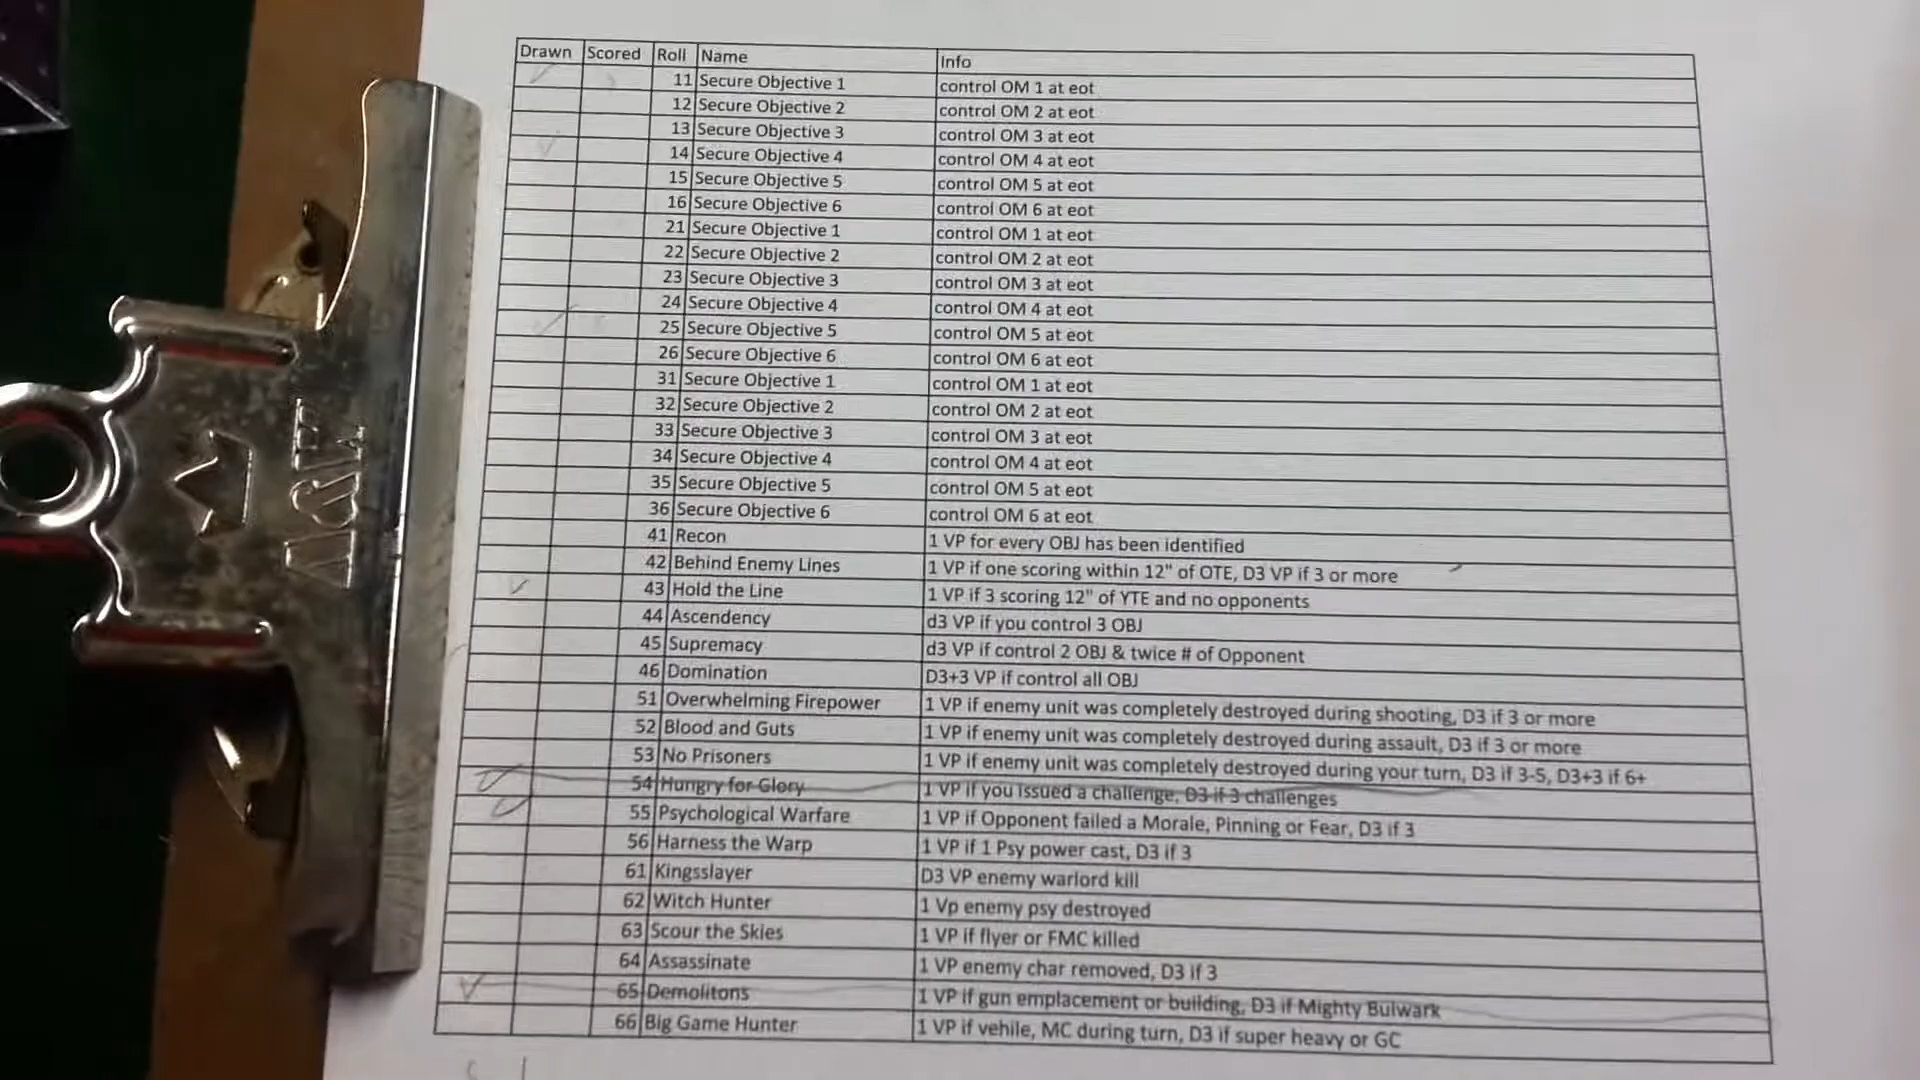 Drawn Scored Roll Name Info
11 Secure Objective 1 control OM 1 at eot
12 Secure Objective 2 control OM 2 at eot
13 Secure Objective 3 control OM 3 at eot
14 Secure Objective 4 control OM 4 at eot
15 Secure Objective 5 control OM 5 at eot
16 Secure Objective 6 control OM 6 at eot
21 Secure Objective 1 control OM 1 at eot
22 Secure Objective 2 control OM 2 at eot
23 Secure Objective 3 control OM 3 at eot
24 Secure Objective 4 control OM 4 at eot
25 Secure Objective 5 control OM 5 at eot
26 Secure Objective 6 control OM 6 at eot
31 Secure Objective 1 control OM 1 at eot
32 Secure Objective 2 control OM 2 at eot
33 Secure Objective 3 control OM 3 at eot
34 Secure Objective 4 control OM 4 at eot
35 Secure Objective 5 control OM 5 at eot
36 Secure Objective 6 control OM 6 at eot
41 Recon 1 VP for every OBJ has been identified
42 Behind Enemy Lines 1 VP if one scoring within 12" of OTE, D3 VP if 3 or more
43 Hold the Line 1 VP if 3 scoring 12" of YTE and no opponents
44 Ascendency d3 VP if you control 3 OBJ
45 Supremacy d3 VP if control 2 OBJ & twice # of Opponent
46 Domination D3+3 VP if control all OBJ
51 Overwhelming Firepower 1 VP if enemy unit was completely destroyed during shooting, D3 if 3 or more
52 Blood and Guts 1 VP if enemy unit was completely destroyed during assault, D3 if 3 or more
53 No Prisoners 1 VP if enemy unit was completely destroyed during your turn, D3 if 3-5, D3+3 if 6+
54 Hungry for Glory 1 VP if you issued a challenge, D3 if 3 challenges
55 Psychological Warfare 1 VP if Opponent failed a Morale, Pinning or Fear, D3 if 3
56 Harness the Warp 1 VP if 1 Psy power cast, D3 if 3
61 Kingsslayer D3 VP enemy warlord kill
62 Witch Hunter 1 Vp enemy psy destroyed
63 Scour the Skies 1 VP if flyer or FMC killed
64 Assassinate 1 VP enemy char removed, D3 if 3
65 Demolitons 1 VP if gun emplacement or building, D3 if Mighty Bulwark
66 Big Game Hunter 1 VP if vehile, MC during turn, D3 if super heavy or GC